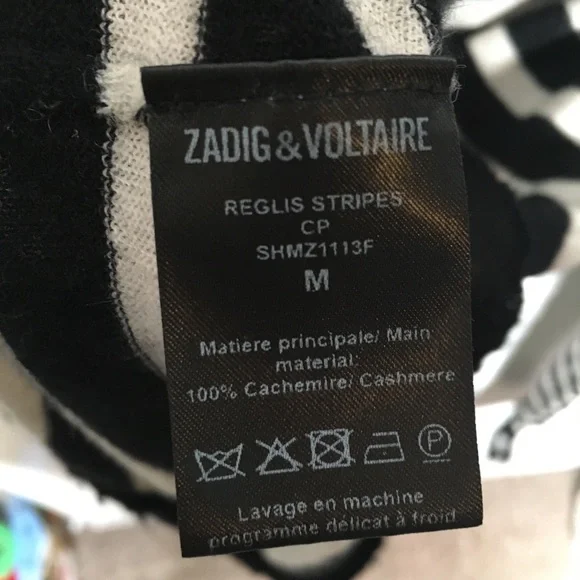 ZADIG&VOLTAIRE
REGLIS STRIPES
CP
SHMZ1113F
M
Matiere principale/ Main
material:
100% Cachemire/ Cashmere
P
Lavage en machine
programme délicat à froid